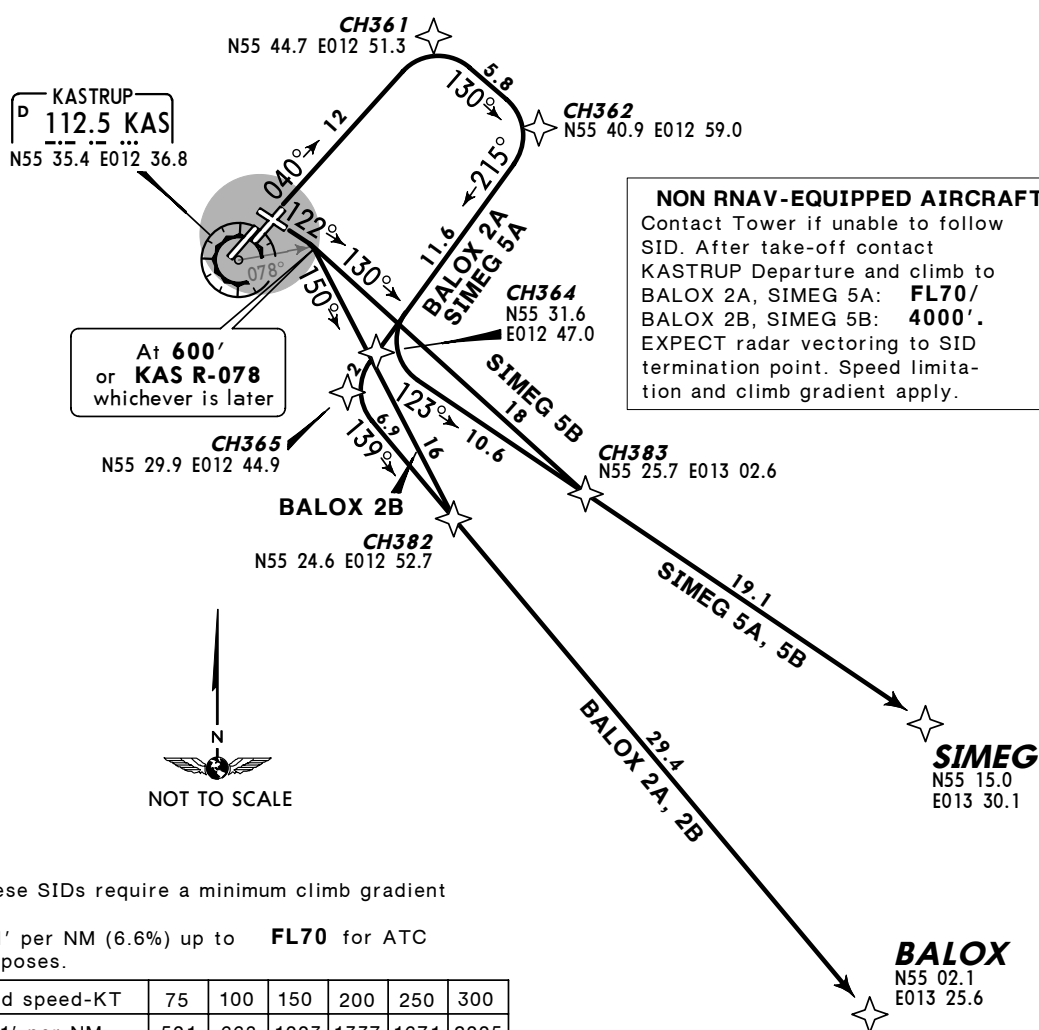 CH361
N55 44.7 E012 51.3
5.8
130°
CH362
N55 40.9 E012 59.0
KASTRUP
D 112.5 KAS
N55 35.4 E012 36.8
12
040°
215°
11.6
BALOX 2A
SIMEG 5A
122°
130°
150°
078°
NON RNAV-EQUIPPED AIRCRAFT
Contact Tower if unable to follow
SID. After take-off contact
KASTRUP Departure and climb to
BALOX 2A, SIMEG 5A: FL70/
BALOX 2B, SIMEG 5B: 4000'.
EXPECT radar vectoring to SID
termination point. Speed limita-
tion and climb gradient apply.
CH364
N55 31.6
E012 47.0
At 600'
or KAS R-078
whichever is later
2
SIMEG 5B
18
123°
10.6
6.9
139°
16
CH365
N55 29.9 E012 44.9
CH383
N55 25.7 E013 02.6
BALOX 2B
CH382
N55 24.6 E012 52.7
19.1
SIMEG 5A, 5B
29.4
BALOX 2A, 2B
N
NOT TO SCALE
SIMEG
N55 15.0
E013 30.1
ese SIDs require a minimum climb gradient
' per NM (6.6%) up to FL70 for ATC
poses.
d speed-KT 75 100 150 200 250 300
1' per NM
BALOX
N55 02.1
E013 25.6